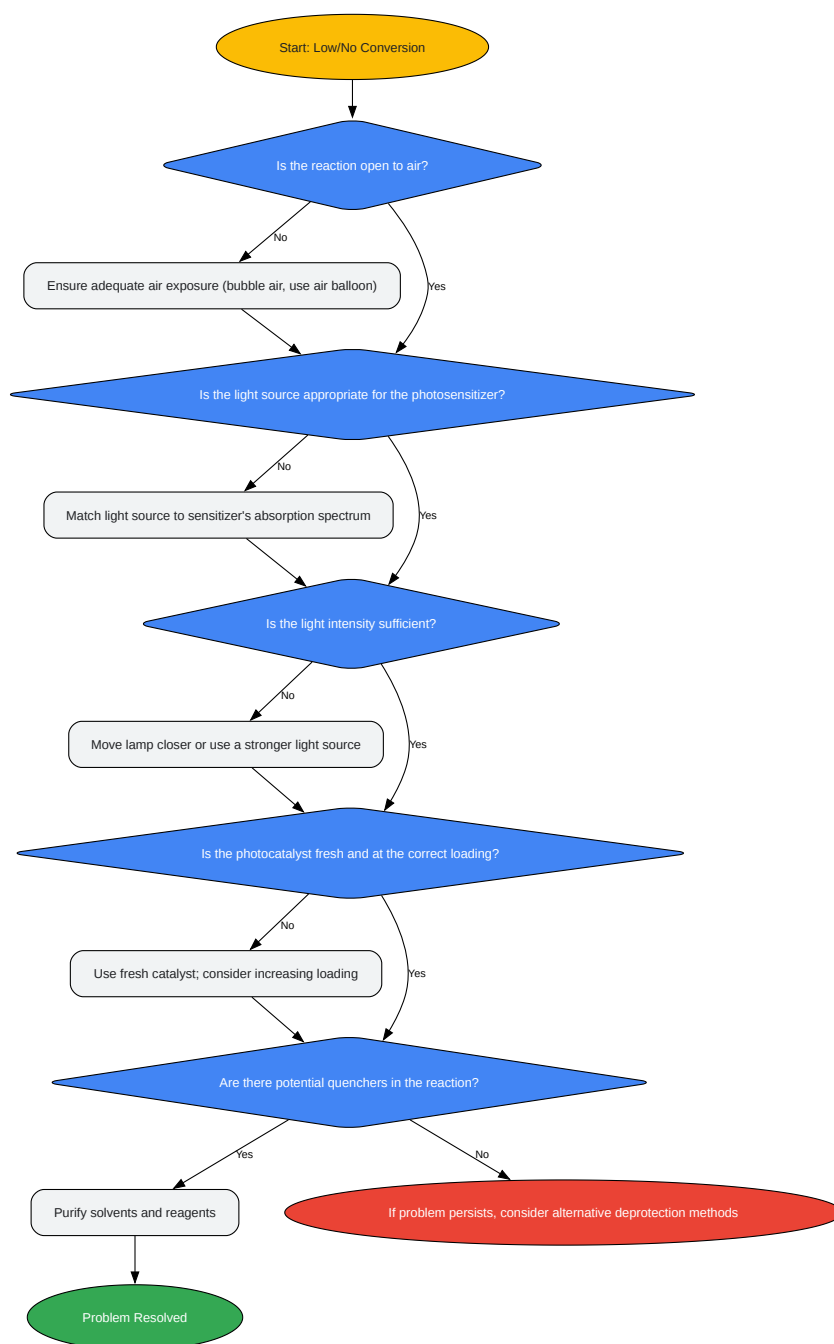 Start: Low/No Conversion
Is the reaction open to air?
No
Ensure adequate air exposure (bubble air, use air balloon)
Yes
Is the light source appropriate for the photosensitizer?
No
Match light source to sensitizer's absorption spectrum
Yes
Is the light intensity sufficient?
No
Move lamp closer or use a stronger light source
Yes
Is the photocatalyst fresh and at the correct loading?
No
Use fresh catalyst; consider increasing loading
Yes
Are there potential quenchers in the reaction?
Yes
No
Purify solvents and reagents
If problem persists, consider alternative deprotection methods
Problem Resolved